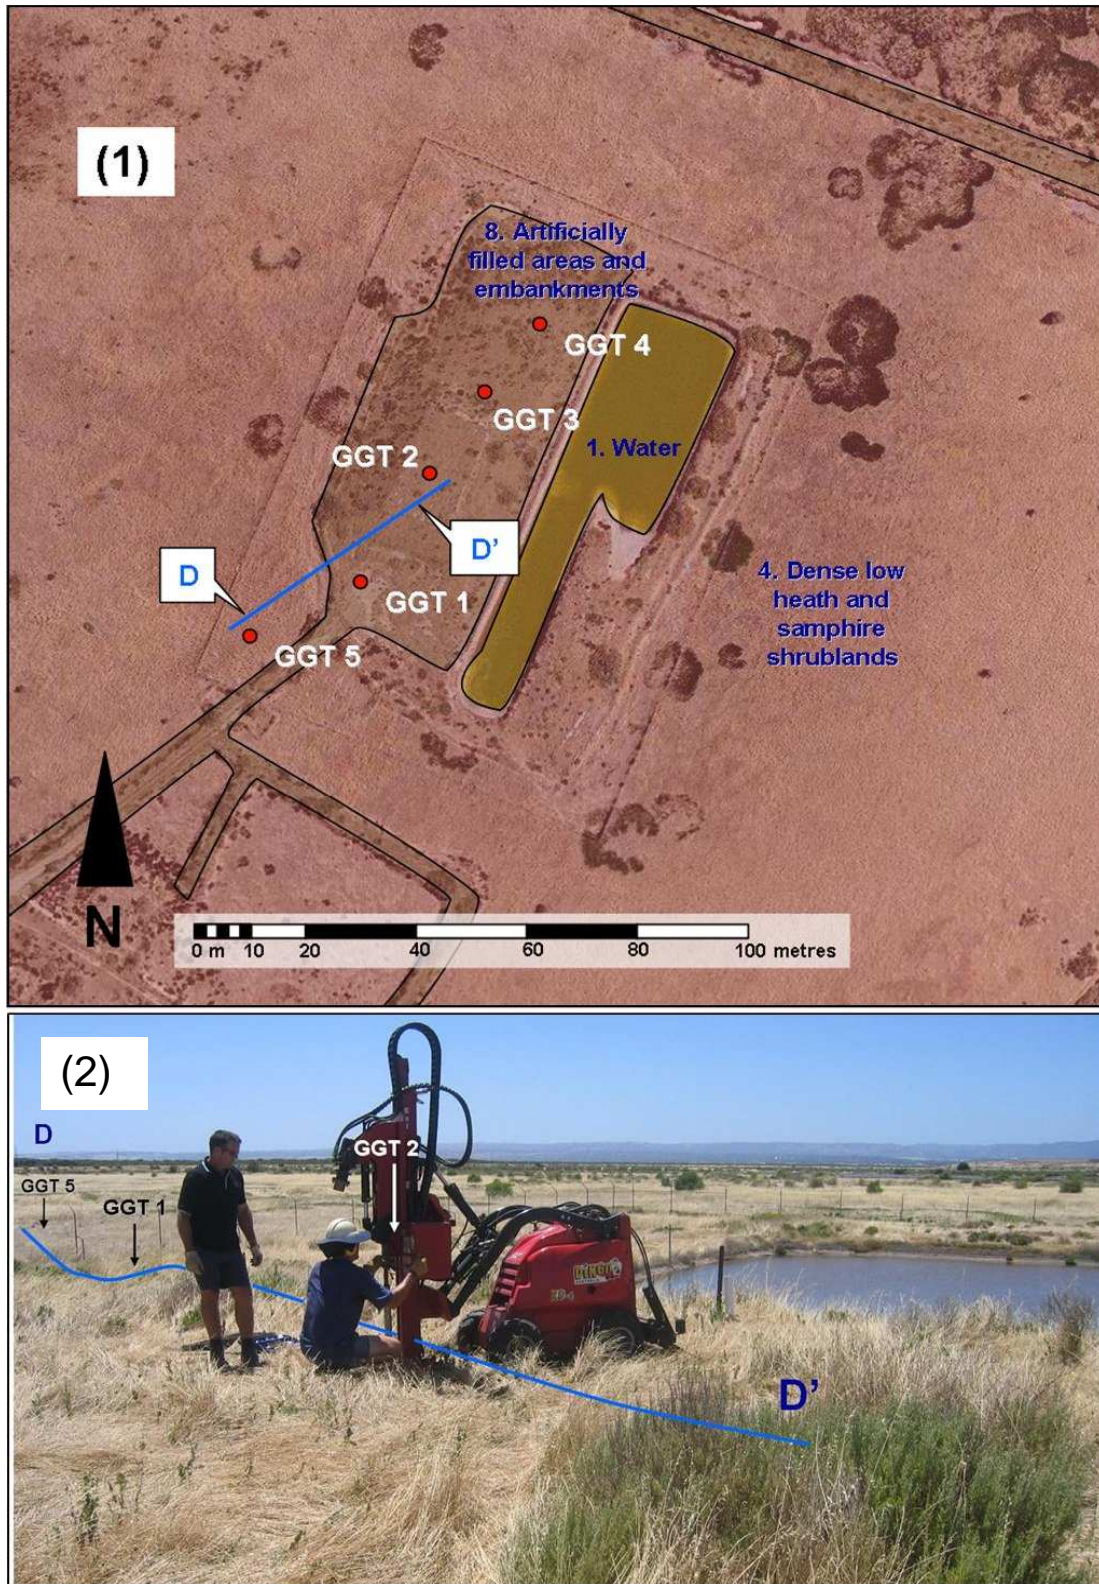 (1)
8. Artificially
filled areas and
embankments
GGT 4
GGT 3
1. Water
GGT 2
D'
D
GGT 1
4. Dense low
heath and
samphire
shrublands
GGT 5
N
0 m 10 20 40 60 80 100 metres
(2)
D
GGT 2
GGT 5
GGT 1
D'